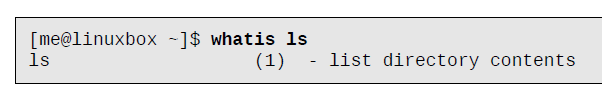 [me@linuxbox ~]$ whatis ls
ls                   (1)  - list directory contents